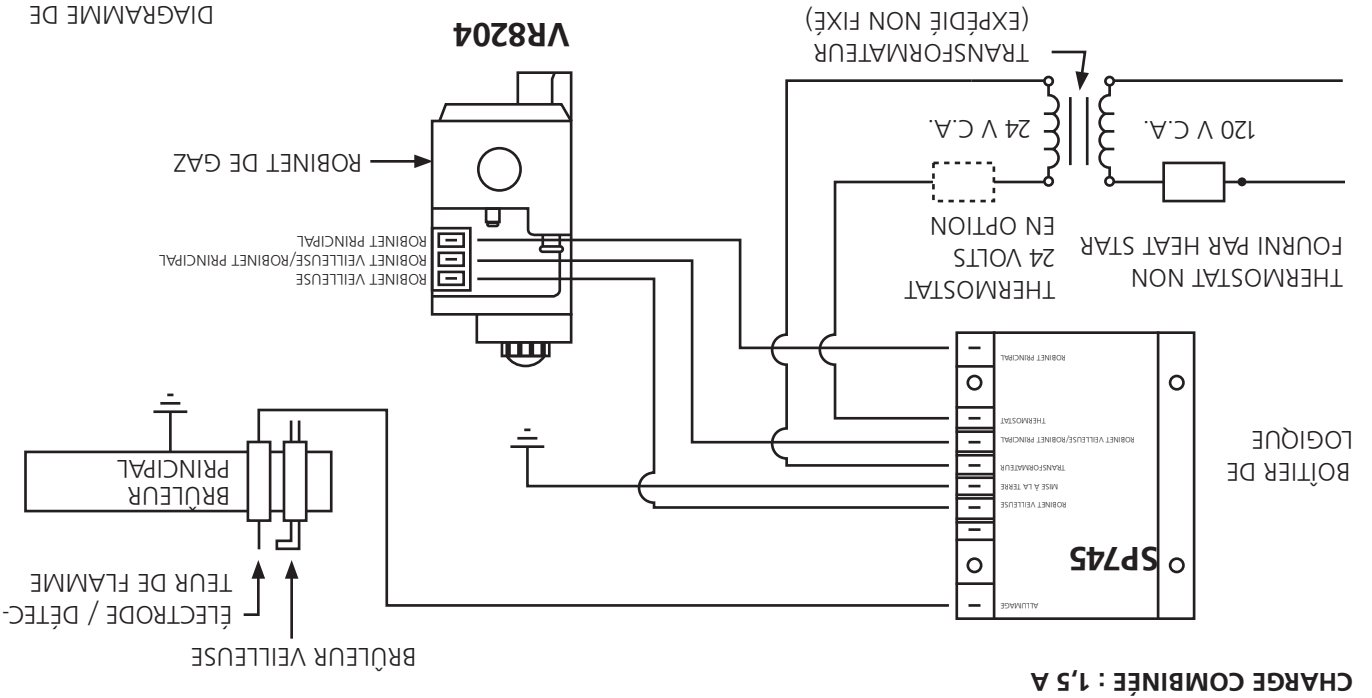 CHARGE COMBINÉE : 1,5 A
BRÛLEUR VEILLEUSE
ÉLECTRODE / DÉTEC-
TEUR DE FLAMME
BRÛLEUR
PRINCIPAL
BOÎTIER DE
LOGIQUE
SP745
ALLUMAGE
ROBINET VEILLEUSE
MISE À LA TERRE
TRANSFORMATEUR
ROBINET VEILLEUSE/ROBINET PRINCIPAL
THERMOSTAT
ROBINET PRINCIPAL
THERMOSTAT NON
FOURNI PAR HEAT STAR
THERMOSTAT
24 VOLTS
EN OPTION
ROBINET VEILLEUSE
ROBINET VEILLEUSE/ROBINET PRINCIPAL
ROBINET PRINCIPAL
ROBINET DE GAZ
120 V C.A.
24 V C.A.
TRANSFORMATEUR
(EXPÉDIÉ NON FIXÉ)
VR8204
DIAGRAMME DE